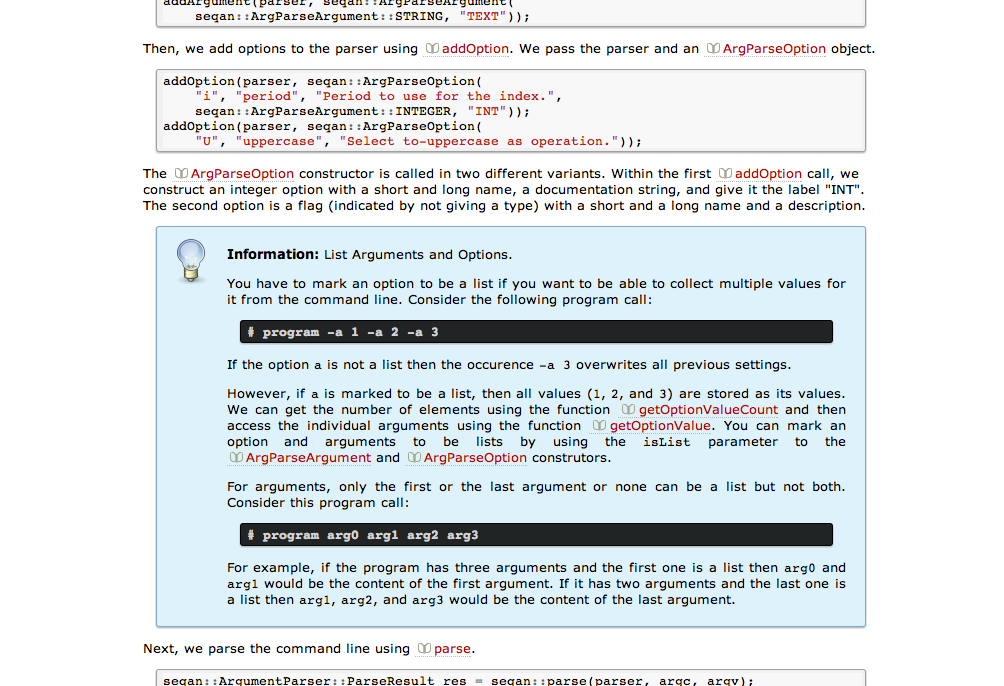 addArgument(parser, seqan::ArgParseArgument(
seqan::ArgParseArgument::STRING, "TEXT"));
Then, we add options to the parser using addOption. We pass the parser and an ArgParseOption object.
addOption(parser, seqan::ArgParseOption(
"i", "period", "Period to use for the index.",
seqan::ArgParseArgument::INTEGER, "INT"));
addOption(parser, seqan::ArgParseOption(
"U", "uppercase", "Select to-uppercase as operation."));
The ArgParseOption constructor is called in two different variants. Within the first addOption call, we
construct an integer option with a short and long name, a documentation string, and give it the label "INT".
The second option is a flag (indicated by not giving a type) with a short and a long name and a description.
Information: List Arguments and Options.
You have to mark an option to be a list if you want to be able to collect multiple values for
it from the command line. Consider the following program call:
# program -a 1 -a 2 -a 3
If the option a is not a list then the occurence -a 3 overwrites all previous settings.
However, if a is marked to be a list, then all values (1, 2, and 3) are stored as its values.
We can get the number of elements using the function getOptionValueCount and then
access the individual arguments using the function getOptionValue. You can mark an
option and arguments to be lists by using the isList parameter to the
ArgParseArgument and ArgParseOption construtors.
For arguments, only the first or the last argument or none can be a list but not both.
Consider this program call:
# program arg0 arg1 arg2 arg3
For example, if the program has three arguments and the first one is a list then arg0 and
arg1 would be the content of the first argument. If it has two arguments and the last one is
a list then arg1, arg2, and arg3 would be the content of the last argument.
Next, we parse the command line using parse.
seqan::ArgumentParser::ParseResult res = seqan::parse(parser, argc, argv);